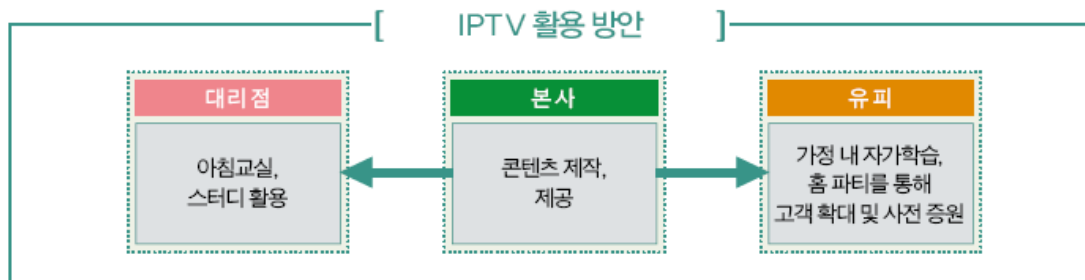 [ IPTV 활용 방안 ]
대리점
아침교실,
스터디 활용
본사
콘텐츠 제작,
제공
유피
가정 내 자가학습,
홈 파티를 통해
고객 확대 및 사전 증원